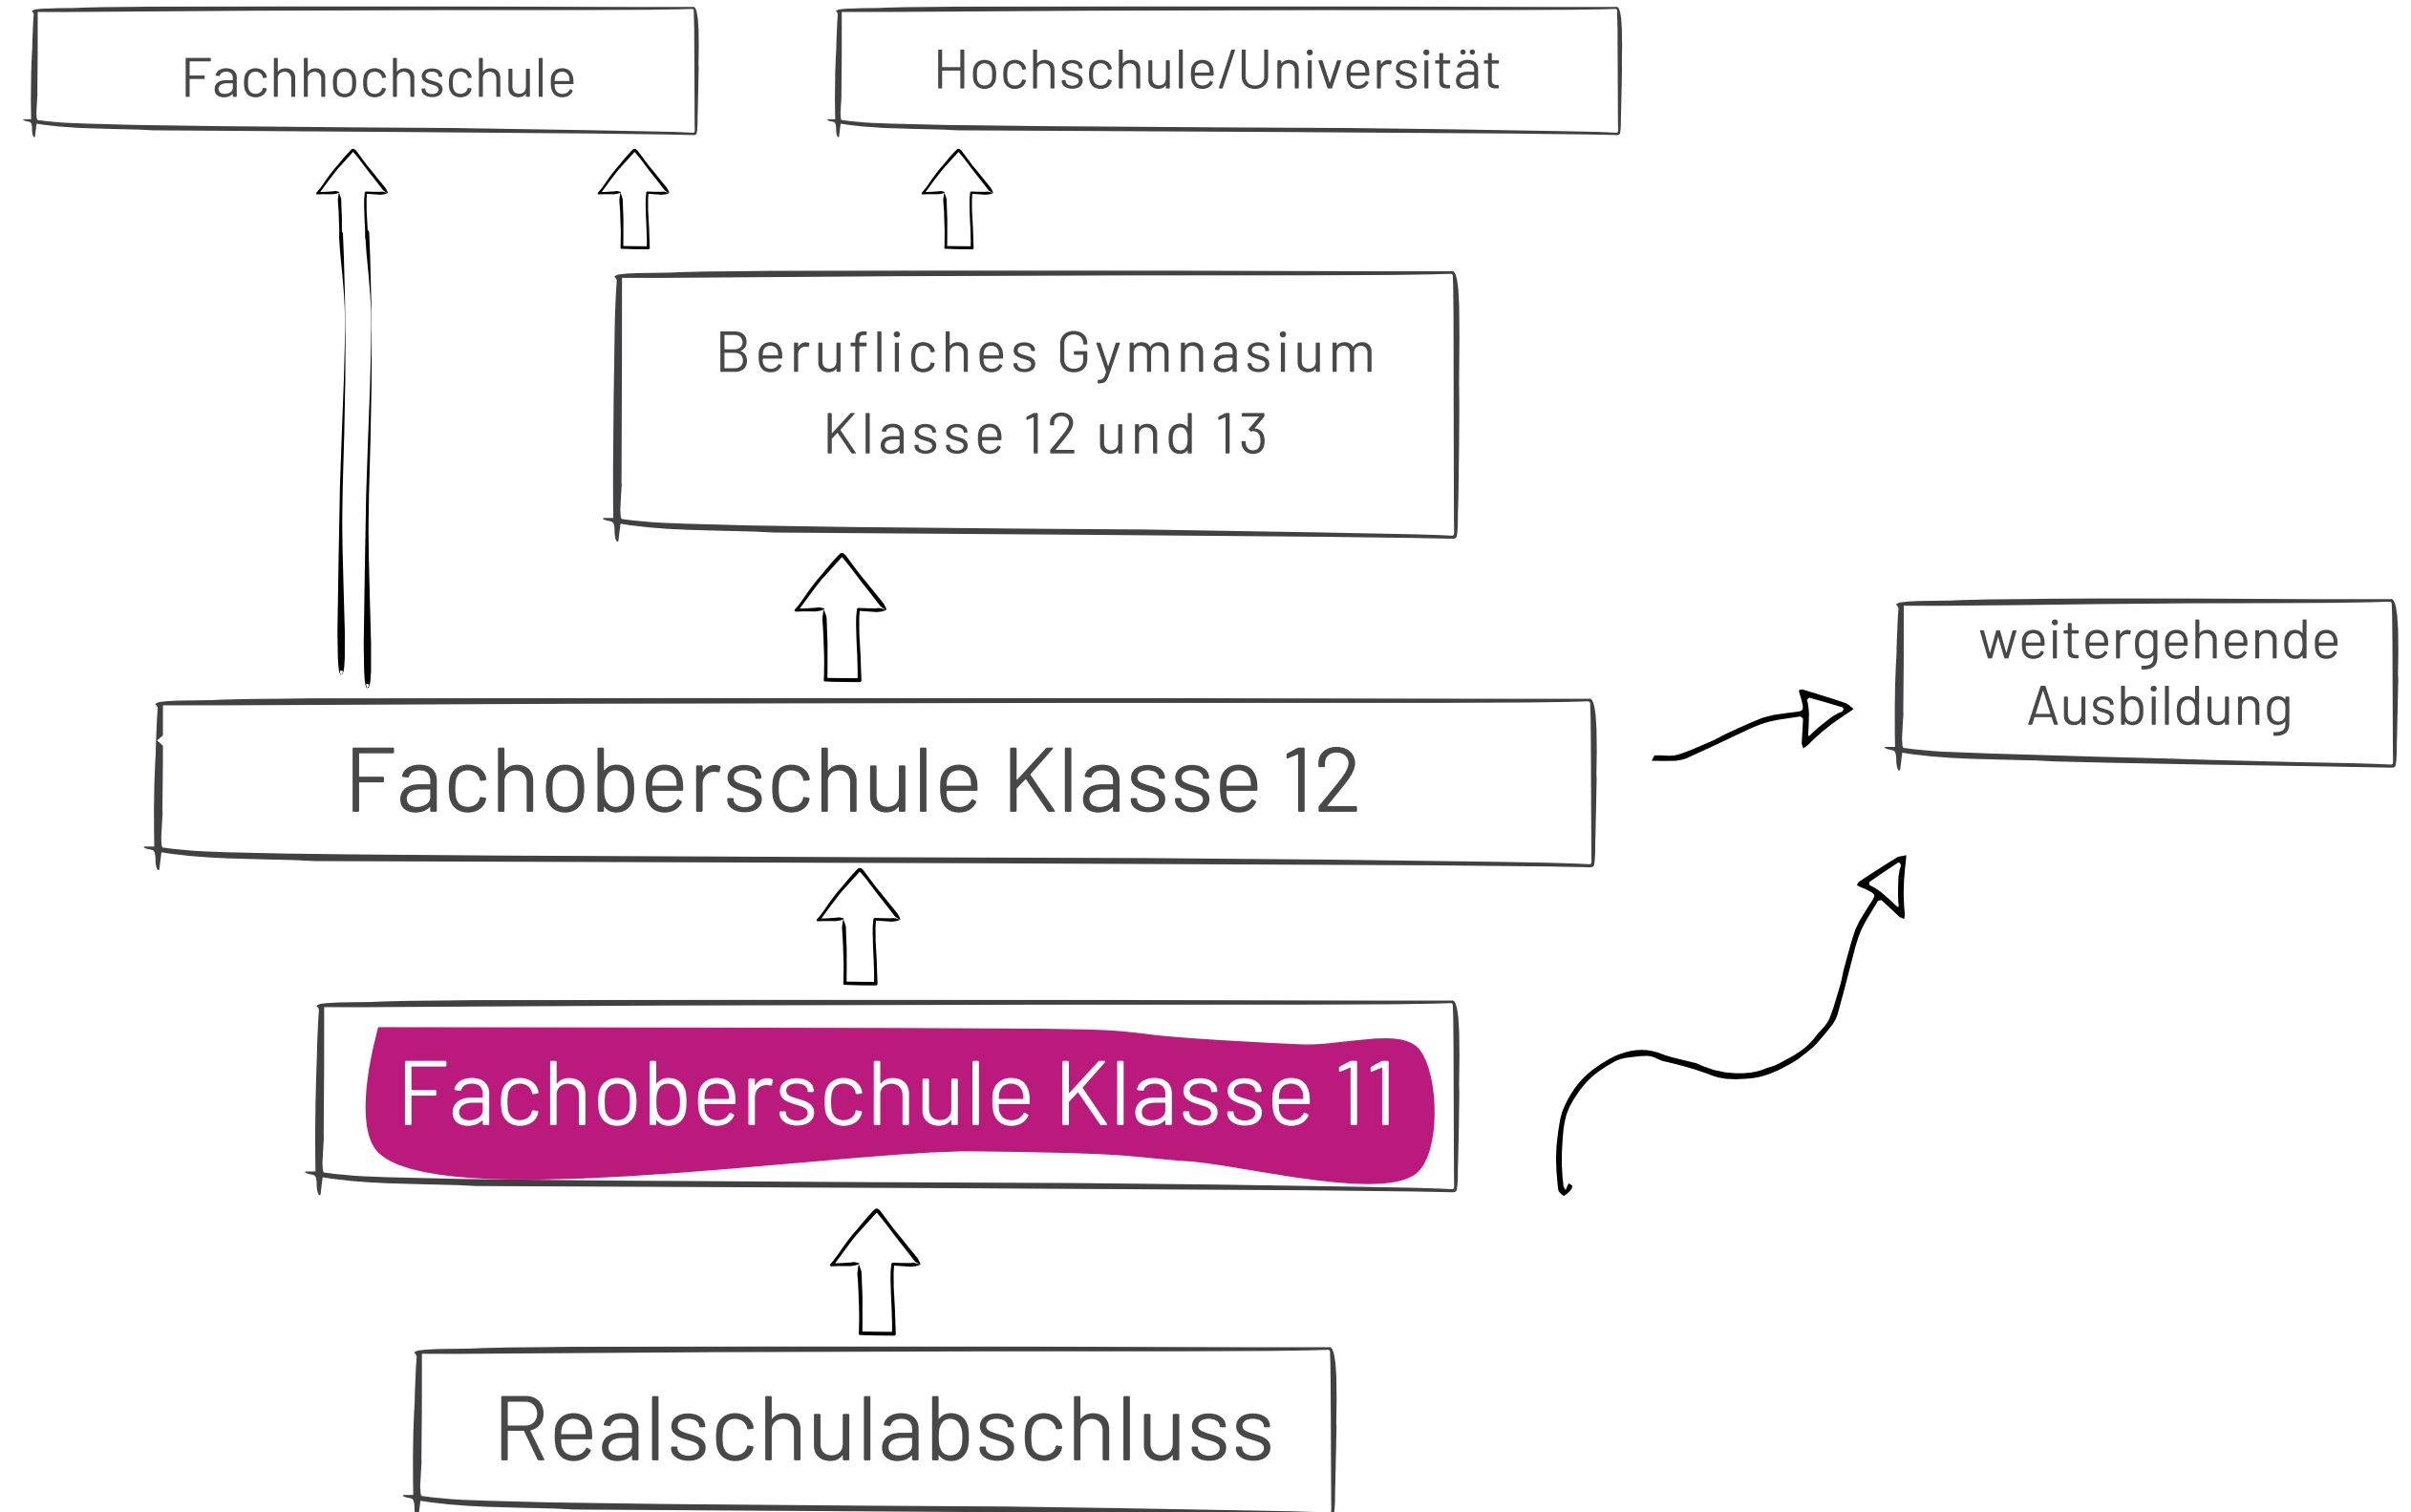 Fachhochschule
Hochschule/Universität
Berufliches Gymnasium
Klasse 12 und 13
weitergehende
Ausbildung
Fachoberschule Klasse 12
Fachoberschule Klasse 11
Realschulabschluss